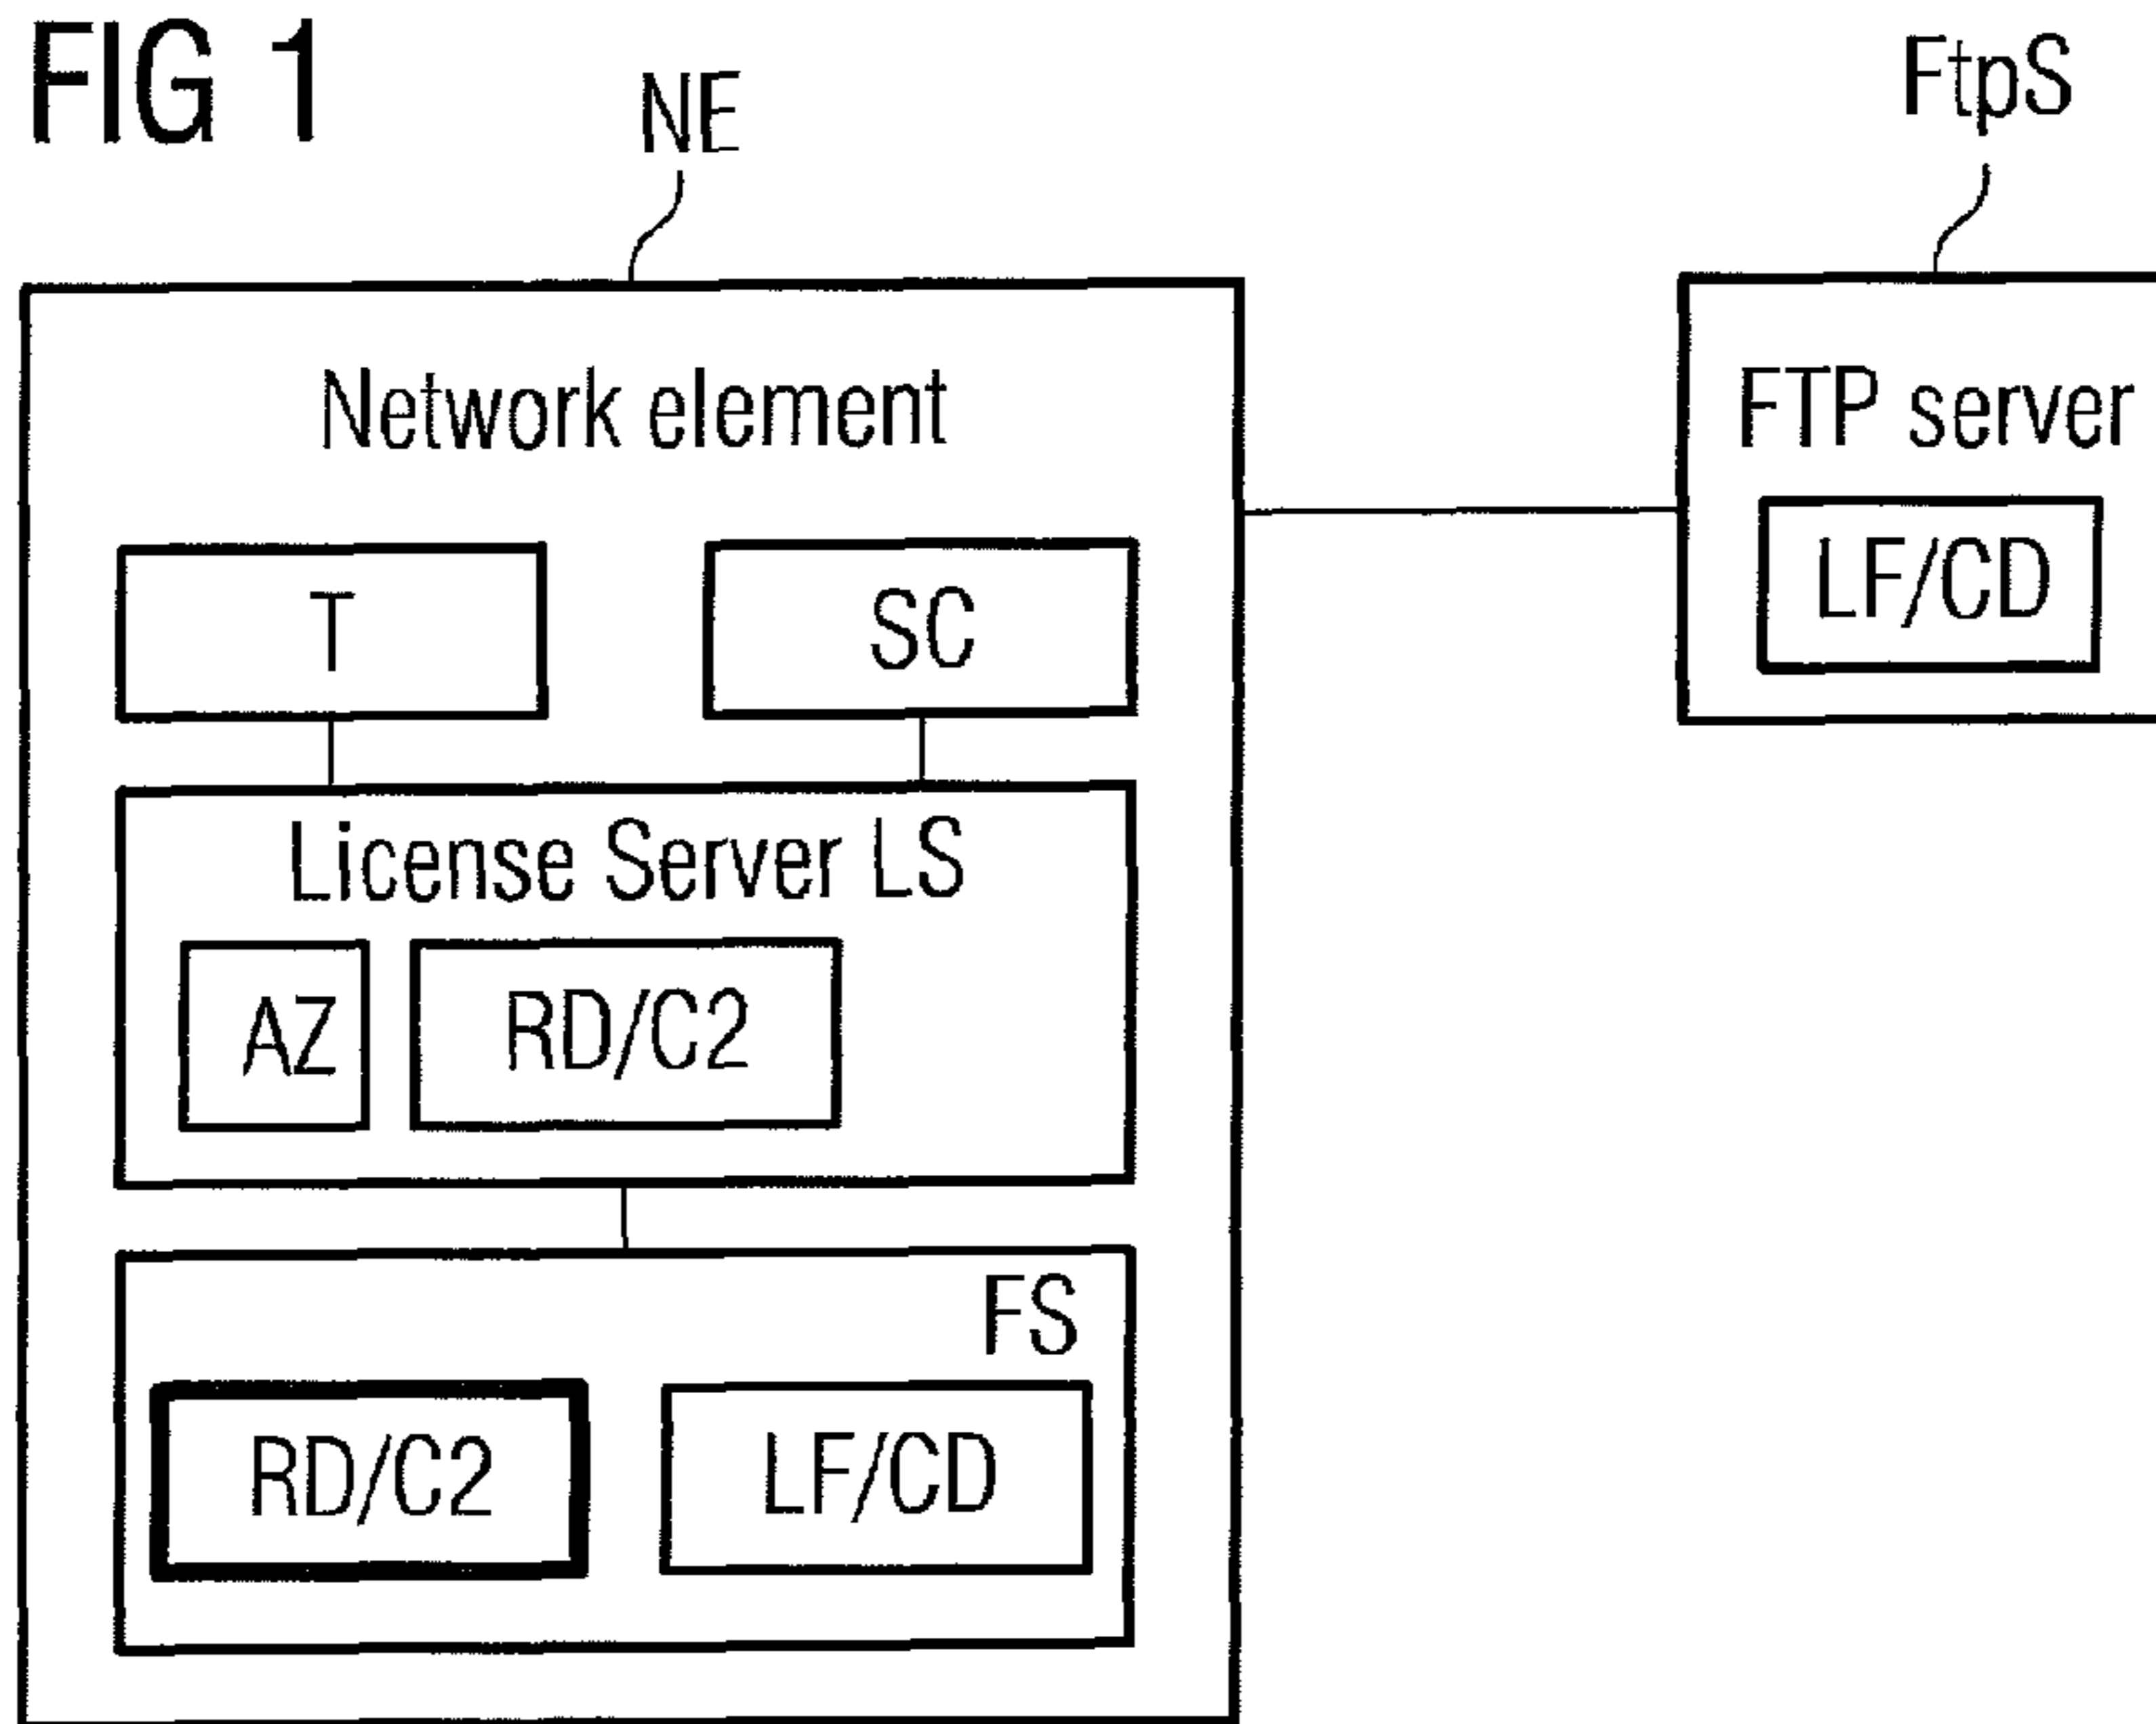 FIG 1
NE
FtpS
Network element
FTP server
T
SC
LF/CD
License Server LS
AZ
RD/C2
FS
RD/C2
LF/CD